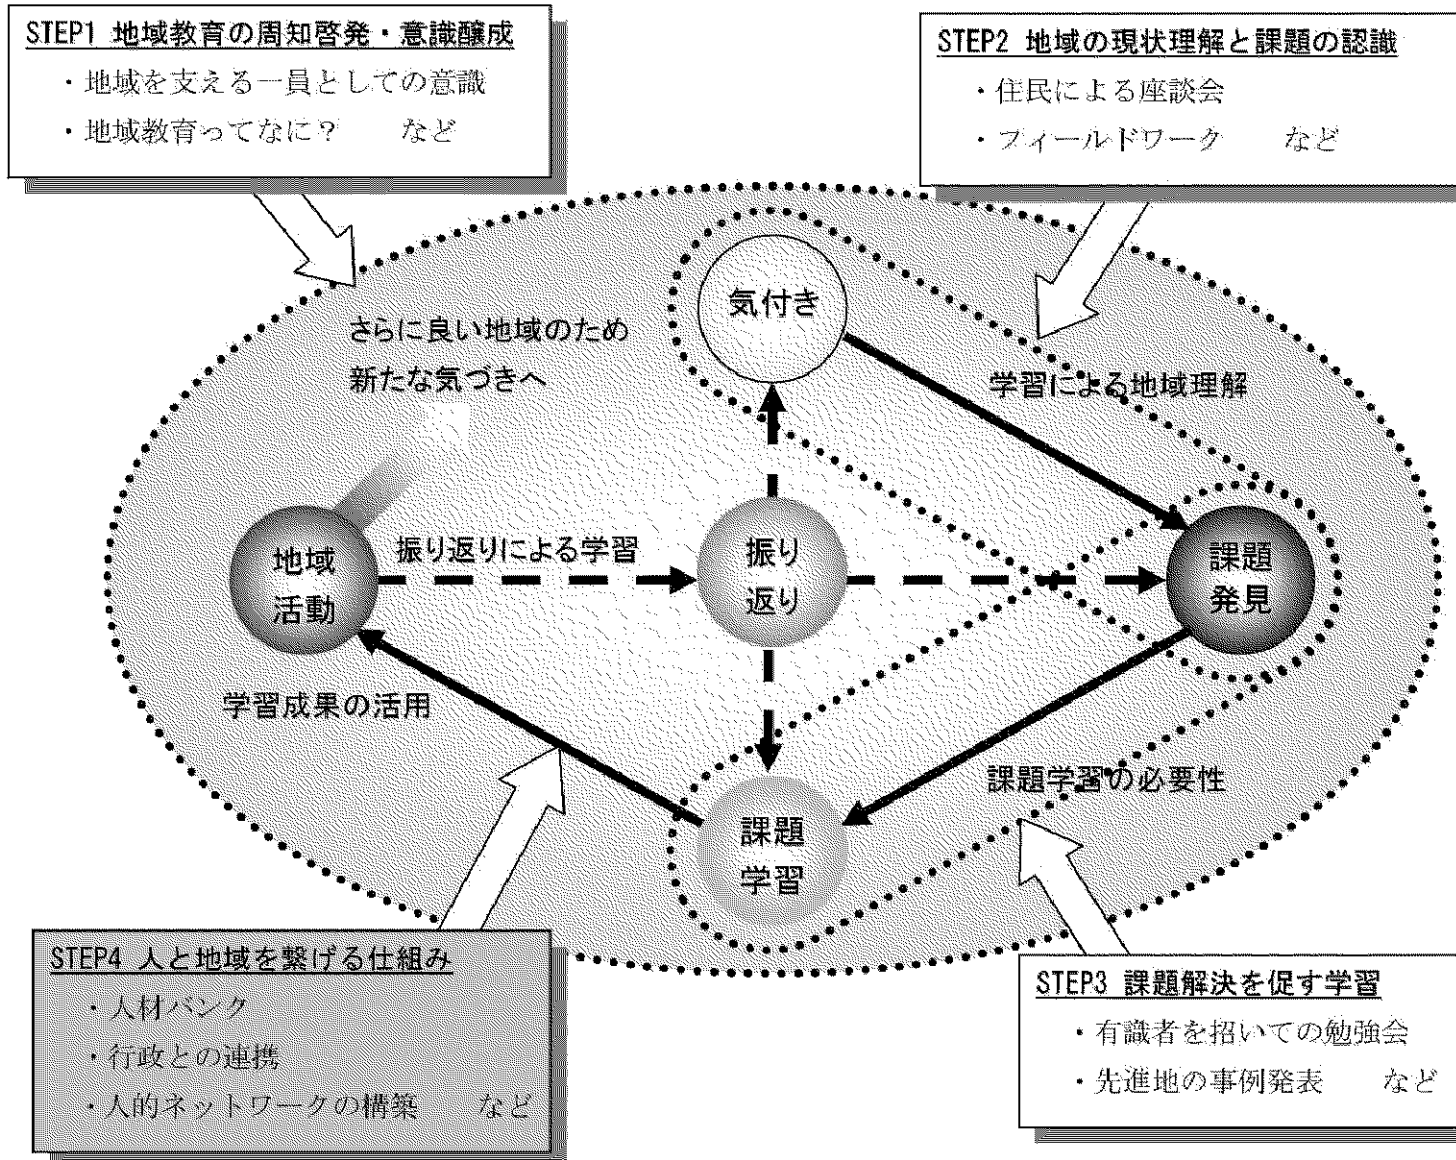 STEP1 地域教育の周知啓発・意識醸成
・地域を支える一員としての意識
・地域教育ってなに？　など
STEP2 地域の現状理解と課題の認識
・住民による座談会
・フィールドワーク　など
気付き
さらに良い地域のため
新たな気づきへ
学習による地域理解
地域
活動
振り返りによる学習
振り
返り
課題
発見
学習成果の活用
課題学習の必要性
課題
学習
STEP4 人と地域を繋げる仕組み
・人材バンク
・行政との連携
・人的ネットワークの構築　など
STEP3 課題解決を促す学習
・有識者を招いての勉強会
・先進地の事例発表　など